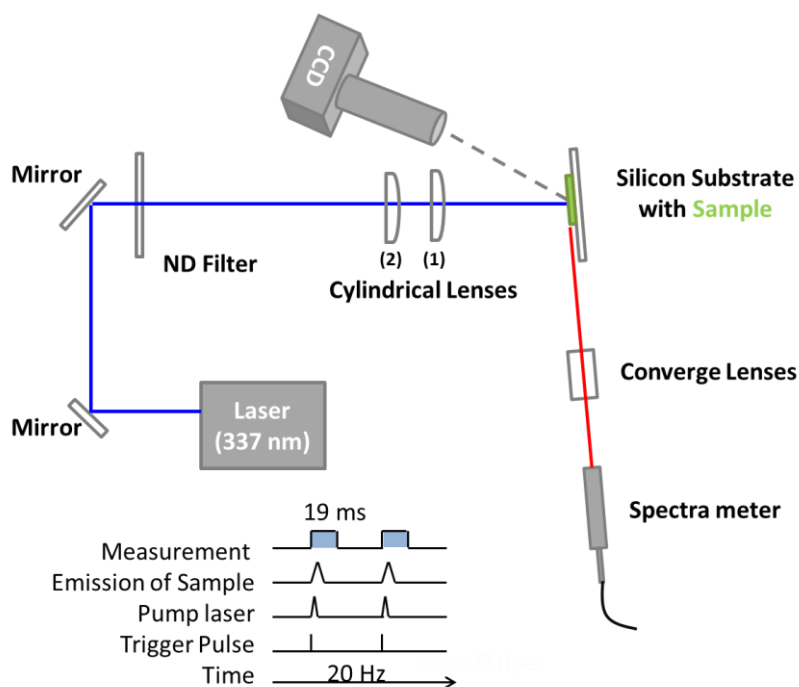 CCD
Mirror
Silicon Substrate
with Sample
ND Filter
(2) (1)
Cylindrical Lenses
Converge Lenses
Laser
(337 nm)
Mirror
Spectra meter
19 ms
Measurement
Emission of Sample
Pump laser
Trigger Pulse
Time 20 Hz